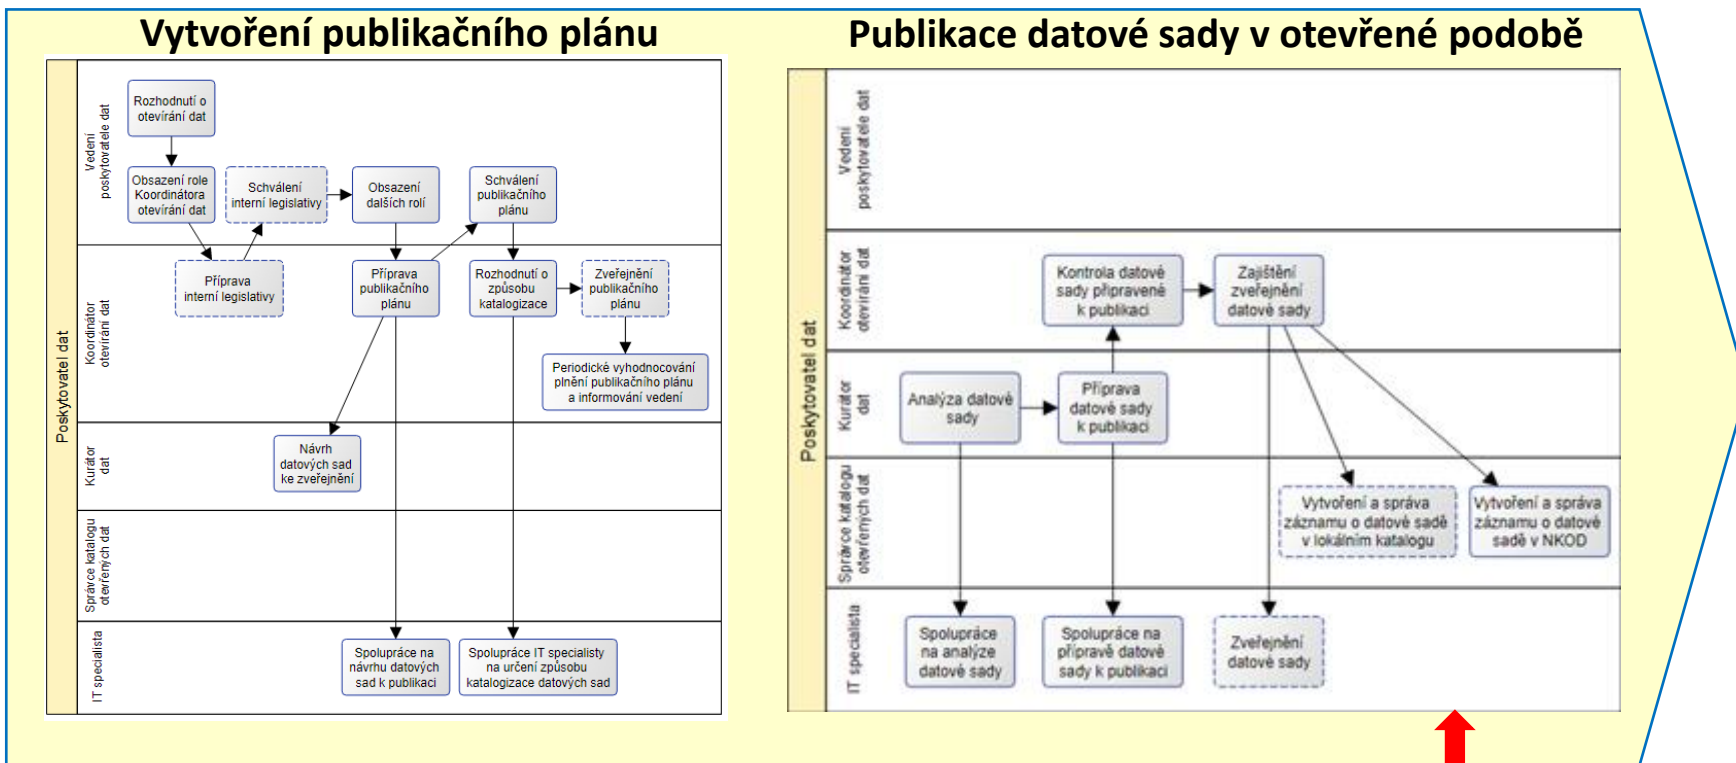 Vytvoření publikačního plánu
Poskytovatel dat
Vedení
poskytovatele dat
Rozhodnutí o
otevírání dat
Obsazení role
Koordinátora
otevírání dat
Schválení
interní legislativy
Obsazení
dalších rolí
Schválení
publikačního
plánu
Koordinátor
otevírání dat
Příprava
interní legislativy
Příprava
publikačního
plánu
Rozhodnutí o
způsobu
katalogizace
Zveřejnění
publikačního
plánu
Periodické vyhodnocování
plnění publikačního plánu
a informování vedení
Kurátor
dat
Návrh
datových sad
ke zveřejnění
Správce katalogu
otevřených dat
IT specialista
Spolupráce na
návrhu datových
sad k publikaci
Spolupráce IT specialisty
na určení způsobu
katalogizace datových sad
Publikace datové sady v otevřené podobě
Poskytovatel dat
Vedení
poskytovatele dat
Koordinátor
otevírání dat
Kontrola datové
sady připravené
k publikaci
Zajištění
zveřejnění
datové sady
Kurátor
dat
Analýza datové
sady
Příprava
datové sady
k publikaci
Správce katalogu
otevřených dat
Vytvoření a správa
záznamu o datové sadě
v lokálním katalogu
Vytvoření a správa
záznamu o datové
sadě v NKOD
IT specialista
Spolupráce
na analýze
datové sady
Spolupráce na
přípravě datové
sady k publikaci
Zveřejnění
datové sady